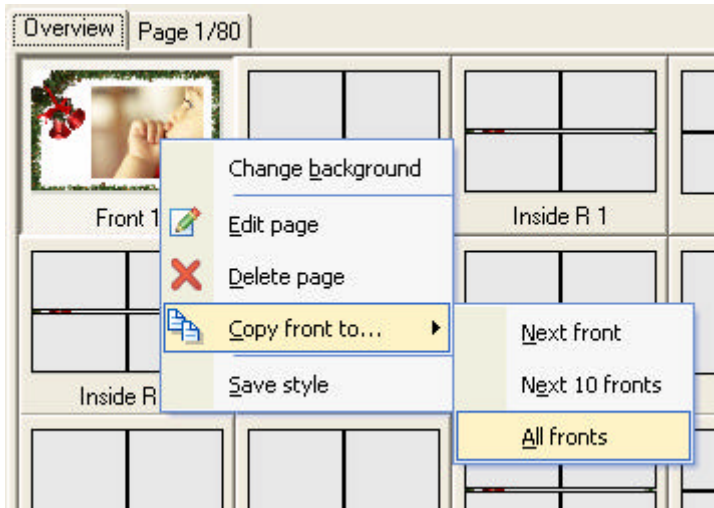 Overview
Page 1/80
Front 1
Inside R 1
Inside R
Change background
Edit page
Delete page
Copy front to...
Save style
Next front
Next 10 fronts
All fronts